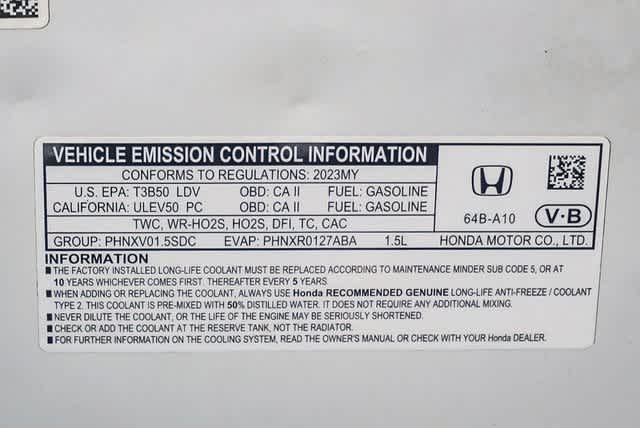 VEHICLE EMISSION CONTROL INFORMATION
CONFORMS TO REGULATIONS: 2023MY
U.S. EPA: T3B50 LDV OBD: CA II FUEL: GASOLINE
CALIFORNIA: ULEV50 PC OBD: CA II FUEL: GASOLINE
TWC, WR-HO2S, HO2S, DFI, TC, CAC
GROUP: PHNXV01.5SDC EVAP: PHNXR0127ABA 1.5L
64B-A10
V·B
HONDA MOTOR CO., LTD.
INFORMATION
■ THE FACTORY INSTALLED LONG-LIFE COOLANT MUST BE REPLACED ACCORDING TO MAINTENANCE MINDER SUB CODE 5, OR AT
10 YEARS WHICHEVER COMES FIRST. THEREAFTER EVERY 5 YEARS
■ WHEN ADDING OR REPLACING THE COOLANT, ALWAYS USE Honda RECOMMENDED GENUINE LONG-LIFE ANTI-FREEZE / COOLANT
TYPE 2. THIS COOLANT IS PRE-MIXED WITH 50% DISTILLED WATER. IT DOES NOT REQUIRE ANY ADDITIONAL MIXING.
■ NEVER DILUTE THE COOLANT, OR THE LIFE OF THE ENGINE MAY BE SERIOUSLY SHORTENED.
■ CHECK OR ADD THE COOLANT AT THE RESERVE TANK, NOT THE RADIATOR.
■ FOR FURTHER INFORMATION ON THE COOLING SYSTEM, READ THE OWNER'S MANUAL OR CHECK WITH YOUR Honda DEALER.